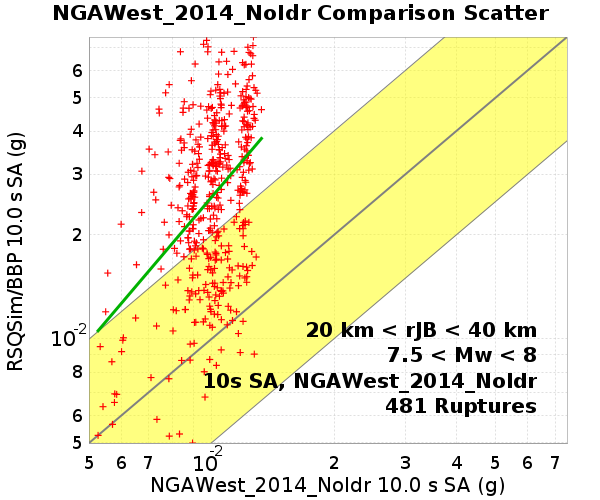 NGAWest_2014_NoIdr Comparison Scatter
RSQSim/BBP 10.0 s SA (g)
6
5
4
3
2
10-2
8
6
5
20 km < rJB < 40 km
7.5 < Mw < 8
10s SA, NGAWest_2014_NoIdr
481 Ruptures
5 6 7 10-2 2 3 4 5 6 7
NGAWest_2014_NoIdr 10.0 s SA (g)